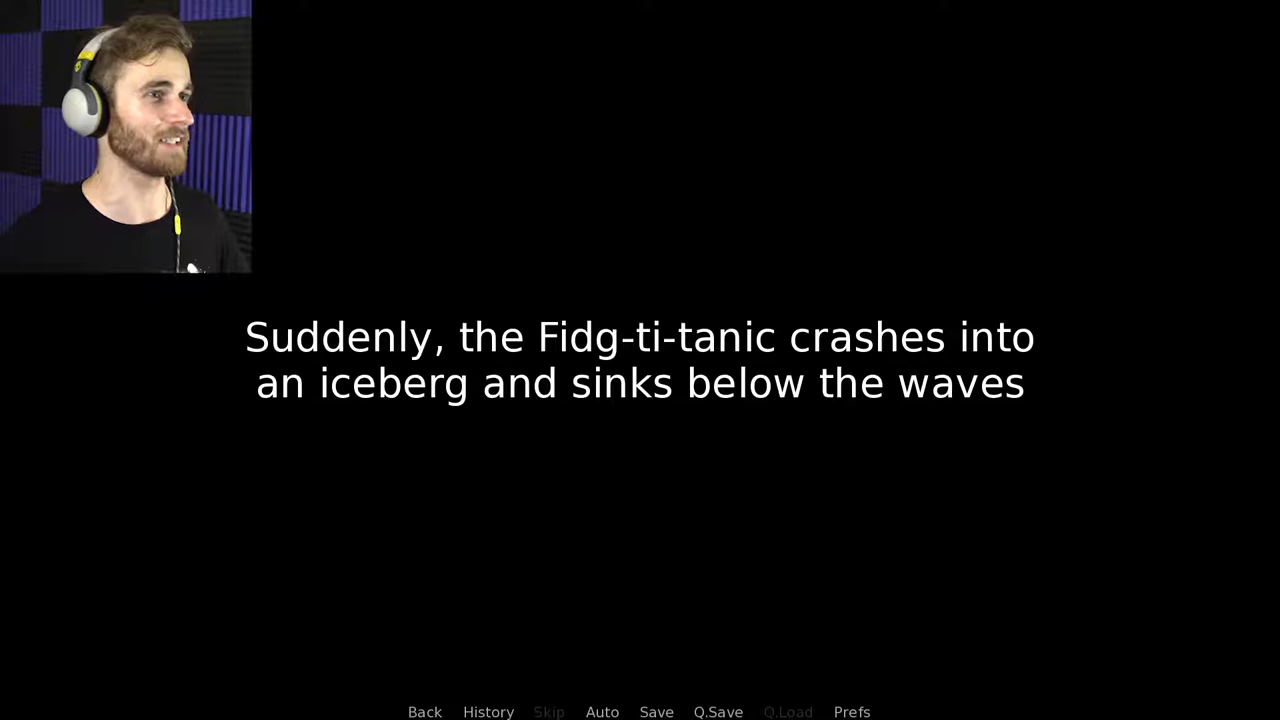 Suddenly, the Fidg-ti-tanic crashes into
an iceberg and sinks below the waves
Back History Skip Auto Save Q.Save Q.Load Prefs